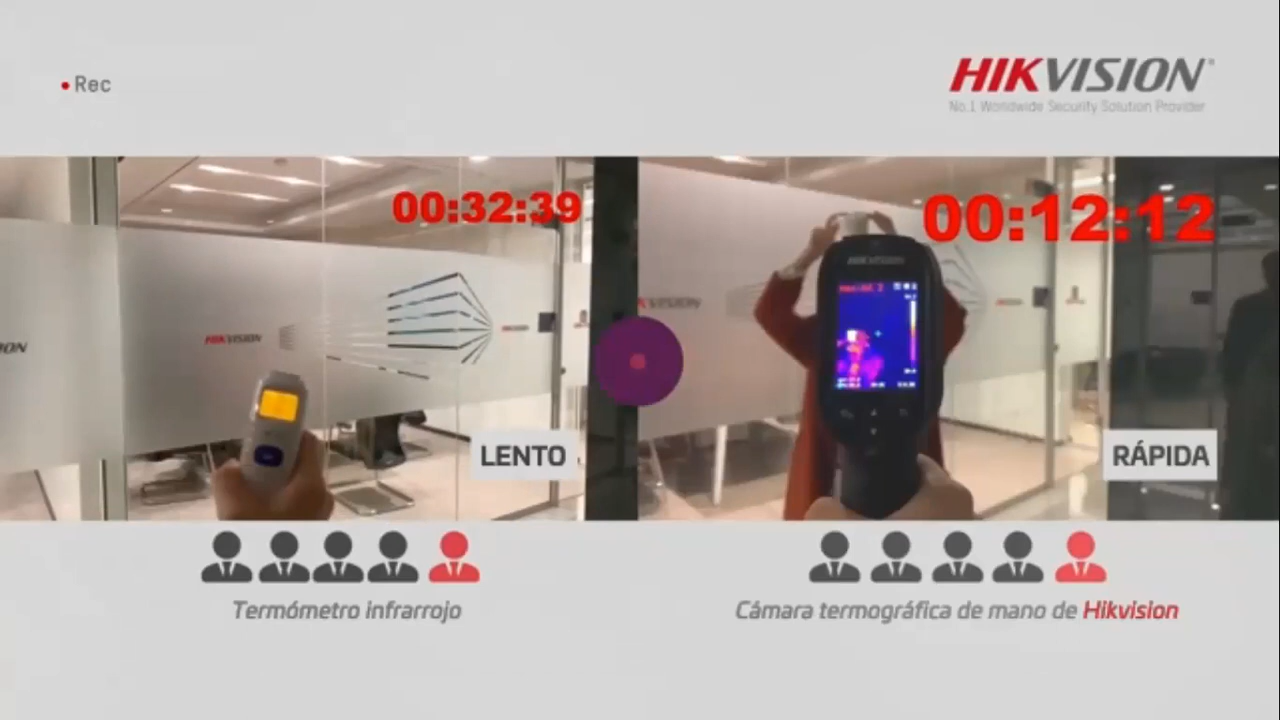 Rec
HIKVISION
No.1 Worldwide Security Solution Provider
00:32:39
00:12:12
HIKVISION
HIKVISION
LENTO
RÁPIDA
Termómetro infrarrojo
Cámara termográfica de mano de Hikvision